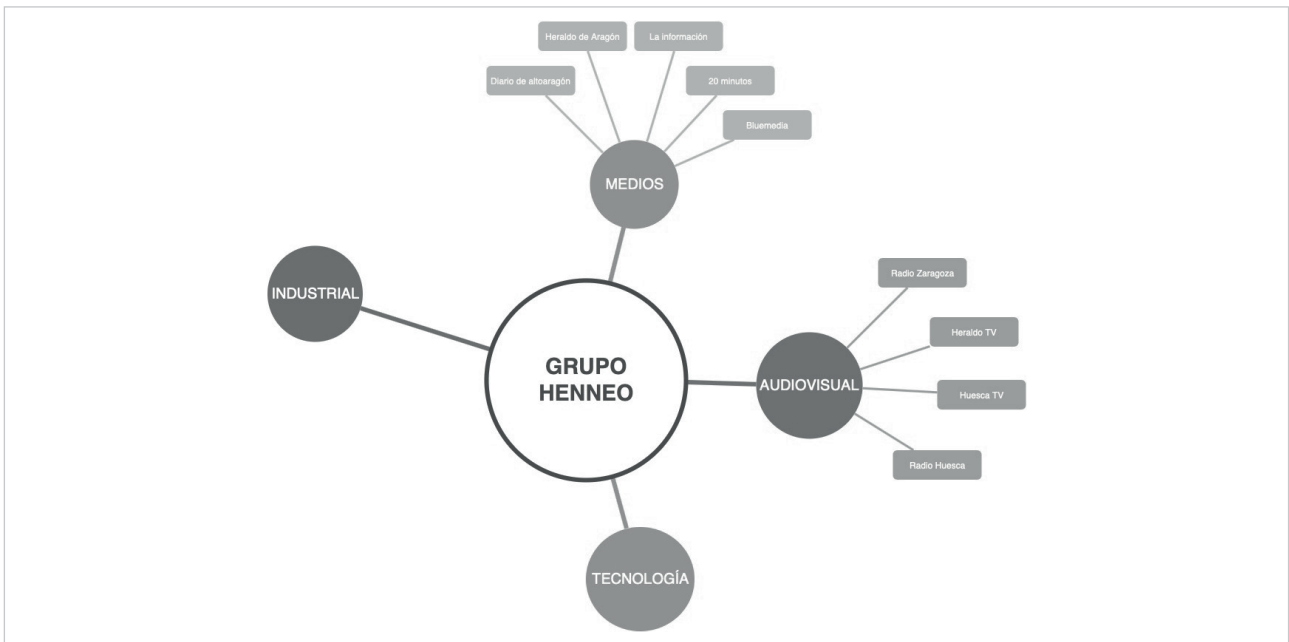 Heraldo de Aragón
La información
Diario de altoaragón
20 minutos
Bluemedia
MEDIOS
INDUSTRIAL
GRUPO
HENNEO
Radio Zaragoza
Heraldo TV
AUDIOVISUAL
Huesca TV
Radio Huesca
TECNOLOGÍA